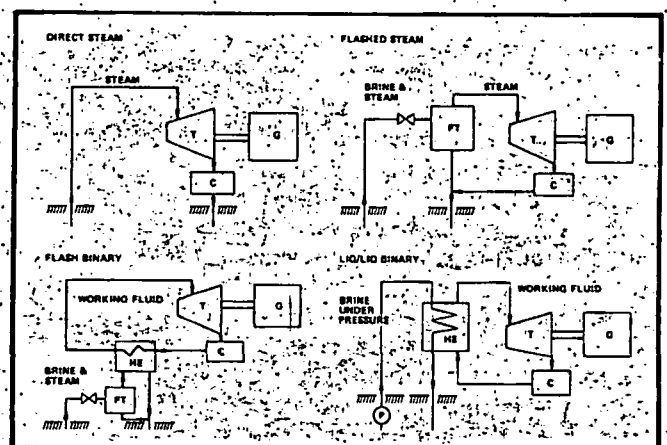 DIRECT STEAM
STEAM
T
G
C
FLASHED STEAM
BRINE &
STEAM
STEAM
FT
T
G
C
FLASH BINARY
WORKING FLUID
T
G
C
HE
BRINE &
STEAM
FT
LIQ/LIQ BINARY
BRINE
UNDER
PRESSURE
WORKING FLUID
HE
T
G
C
P